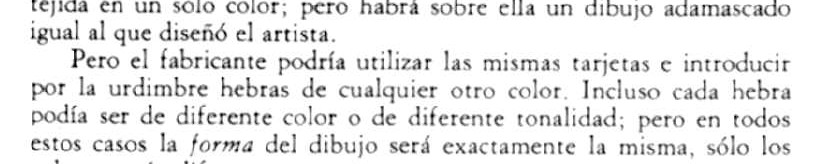 tejida en un solo color; pero habrá sobre ella un dibujo adamascado
igual al que diseñó el artista.
Pero el fabricante podría utilizar las mismas tarjetas e introducir
por la urdimbre hebras de cualquier otro color. Incluso cada hebra
podía ser de diferente color o de diferente tonalidad; pero en todos
estos casos la forma del dibujo será exactamente la misma, sólo los